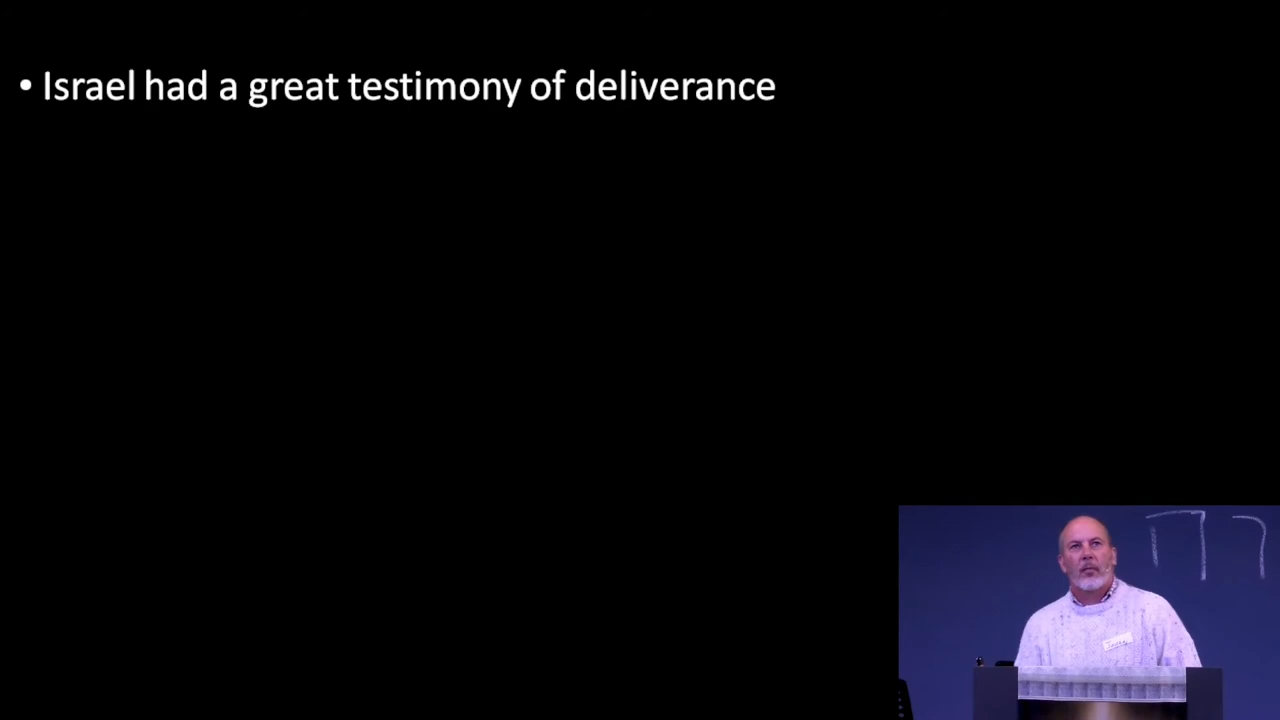 • Israel had a great testimony of deliverance